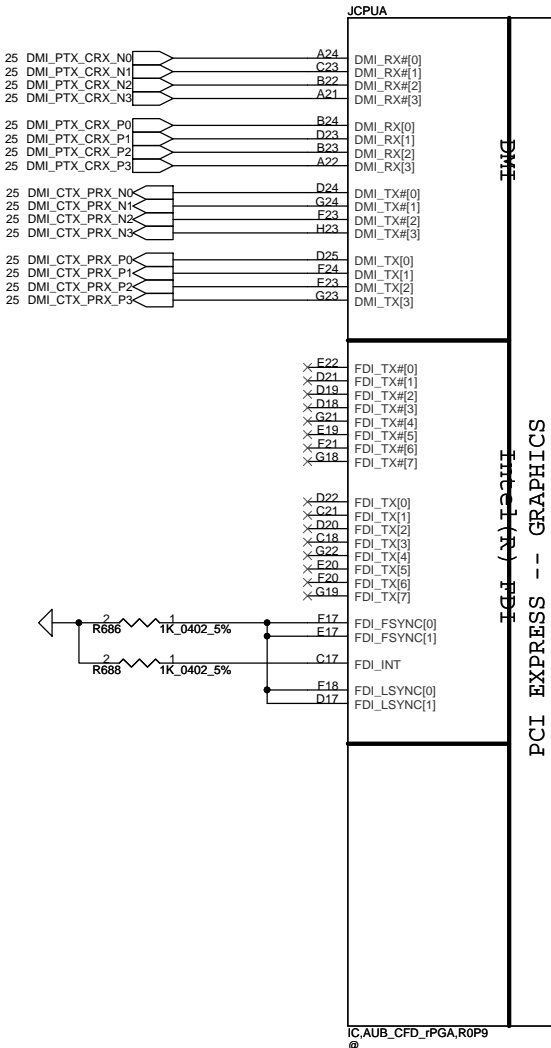 JCPUA
25 DMI_PTX_CRX_N0 A24 DMI_RX#[0]
25 DMI_PTX_CRX_N1 C23 DMI_RX#[1]
25 DMI_PTX_CRX_N2 B22 DMI_RX#[2]
25 DMI_PTX_CRX_N3 A21 DMI_RX#[3]
25 DMI_PTX_CRX_P0 B24 DMI_RX[0]
25 DMI_PTX_CRX_P1 D23 DMI_RX[1]
25 DMI_PTX_CRX_P2 B23 DMI_RX[2]
25 DMI_PTX_CRX_P3 A22 DMI_RX[3]
25 DMI_CTX_PRX_N0 D24 DMI_TX#[0]
25 DMI_CTX_PRX_N1 G24 DMI_TX#[1]
25 DMI_CTX_PRX_N2 F23 DMI_TX#[2]
25 DMI_CTX_PRX_N3 H23 DMI_TX#[3]
25 DMI_CTX_PRX_P0 D25 DMI_TX[0]
25 DMI_CTX_PRX_P1 F24 DMI_TX[1]
25 DMI_CTX_PRX_P2 E23 DMI_TX[2]
25 DMI_CTX_PRX_P3 G23 DMI_TX[3]
DMI
E22 FDI_TX#[0]
D21 FDI_TX#[1]
D19 FDI_TX#[2]
D18 FDI_TX#[3]
G21 FDI_TX#[4]
E19 FDI_TX#[5]
F21 FDI_TX#[6]
G18 FDI_TX#[7]
D22 FDI_TX[0]
C21 FDI_TX[1]
D20 FDI_TX[2]
C18 FDI_TX[3]
G22 FDI_TX[4]
E20 FDI_TX[5]
F20 FDI_TX[6]
G19 FDI_TX[7]
Intel(R) FDI
PCI EXPRESS -- GRAPHICS
2 1 F17 FDI_FSYNC[0]
R686 1K_0402_5% E17 FDI_FSYNC[1]
2 1 C17 FDI_INT
R688 1K_0402_5%
F18 FDI_LSYNC[0]
D17 FDI_LSYNC[1]
IC,AUB_CFD_rPGA,R0P9
@